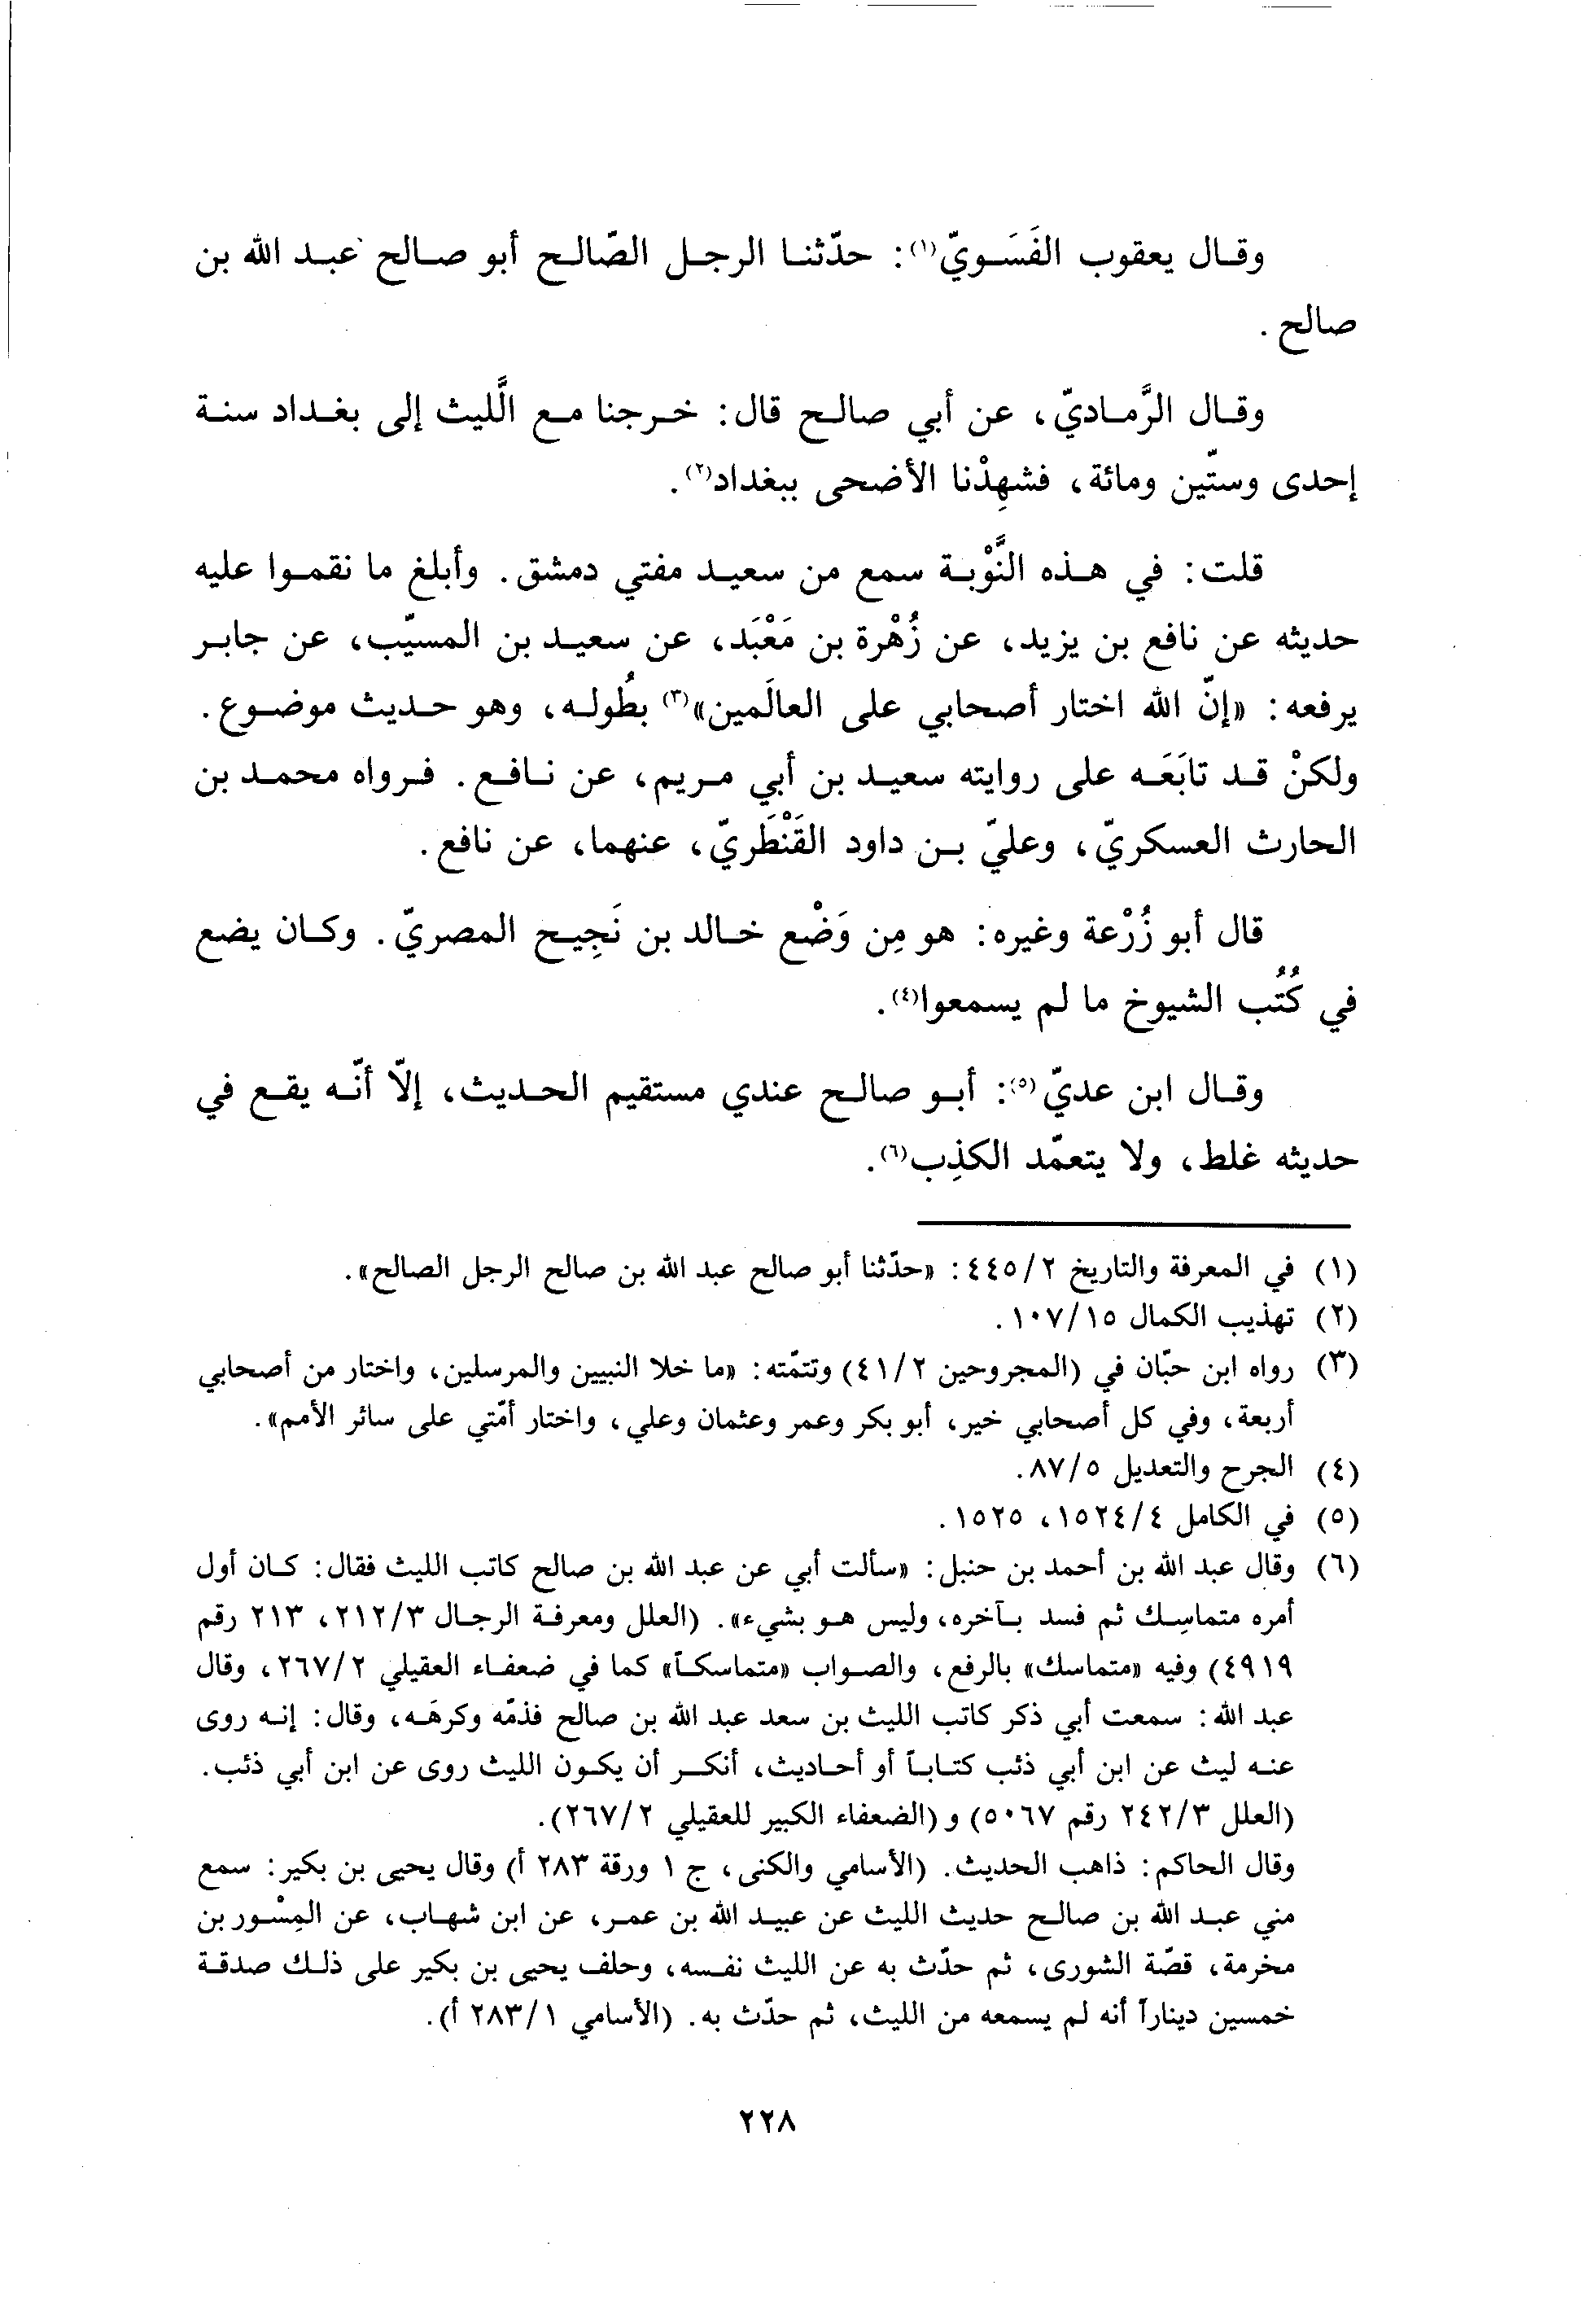 وقال يعقوب الفَسَويّ(١): حدّثنا الرجل الصّالح أبو صالح عبد الله بن
صالح.
وقال الرَّماديّ، عن أبي صالح قال: خرجنا مع الَّليث إلى بغداد سنة
إحدى وستّين ومائة، فشهِدْنا الأضحى ببغداد(٢).
قلت: في هذه النَّوْبة سمع من سعيد مفتي دمشق. وأبلغ ما نقموا عليه
حديثه عن نافع بن يزيد، عن زُهْرة بن مَعْبَد، عن سعيد بن المسيّب، عن جابر
يرفعه: «إنّ الله اختار أصحابي على العالَمين»(٣) بطُوله، وهو حديث موضوع.
ولكنْ قد تابَعَه على روايته سعيد بن أبي مريم، عن نافع. فرواه محمد بن
الحارث العسكريّ، وعليّ بن داود القَنْطَريّ، عنهما، عن نافع.
قال أبو زُرْعة وغيره: هو مِن وَضْع خالد بن نَجِيح المصريّ. وكان يضع
في كُتُب الشيوخ ما لم يسمعوا(٤).
وقال ابن عديّ(٥): أبو صالح عندي مستقيم الحديث، إلّا أنّه يقع في
حديثه غلط، ولا يتعمّد الكذِب(٦).
(١) في المعرفة والتاريخ ٤٤٥/٢: «حدّثنا أبو صالح عبد الله بن صالح الرجل الصالح».
(٢) تهذيب الكمال ١٠٧/١٥.
(٣) رواه ابن حبّان في (المجروحين ٤١/٢) وتتمّته: «ما خلا النبيين والمرسلين، واختار من أصحابي
أربعة، وفي كل أصحابي خير، أبو بكر وعمر وعثمان وعلي، واختار أمّتي على سائر الأمم».
(٤) الجرح والتعديل ٨٧/٥.
(٥) في الكامل ١٥٢٤/٤، ١٥٢٥.
(٦) وقال عبد الله بن أحمد بن حنبل: «سألت أبي عن عبد الله بن صالح كاتب الليث فقال: كان أول
أمره متماسِك ثم فسد بآخره، وليس هو بشيء». (العلل ومعرفة الرجال ٢١٢/٣، ٢١٣ رقم
٤٩١٩) وفيه «متماسك» بالرفع، والصواب «متماسكاً» كما في ضعفاء العقيلي ٢٦٧/٢، وقال
عبد الله: سمعت أبي ذكر كاتب الليث بن سعد عبد الله بن صالح فذمّه وكرهَه، وقال: إنه روى
عنه ليث عن ابن أبي ذئب كتاباً أو أحاديث، أنكر أن يكون الليث روى عن ابن أبي ذئب.
(العلل ٢٤٢/٣ رقم ٥٠٦٧) و (الضعفاء الكبير للعقيلي ٢٦٧/٢).
وقال الحاكم: ذاهب الحديث. (الأسامي والكنى، ج ١ ورقة ٢٨٣ أ) وقال يحيى بن بكير: سمع
مني عبد الله بن صالح حديث الليث عن عبيد الله بن عمر، عن ابن شهاب، عن المِسْور بن
مخرمة، قصّة الشورى، ثم حدّث به عن الليث نفسه، وحلف يحيى بن بكير على ذلك صدقة
خمسين ديناراً أنه لم يسمعه من الليث، ثم حدّث به. (الأسامي ٢٨٣/١ أ).
٢٢٨